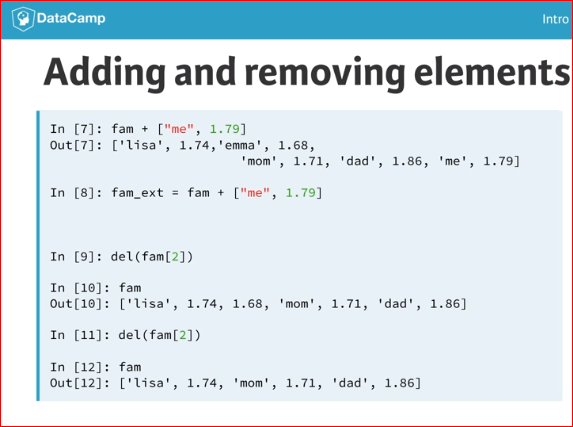 DataCamp
Intro
Adding and removing elements
In [7]: fam + ["me", 1.79]
Out[7]: ['lisa', 1.74,'emma', 1.68,
'mom', 1.71, 'dad', 1.86, 'me', 1.79]
In [8]: fam_ext = fam + ["me", 1.79]
In [9]: del(fam[2])
In [10]: fam
Out[10]: ['lisa', 1.74, 1.68, 'mom', 1.71, 'dad', 1.86]
In [11]: del(fam[2])
In [12]: fam
Out[12]: ['lisa', 1.74, 'mom', 1.71, 'dad', 1.86]